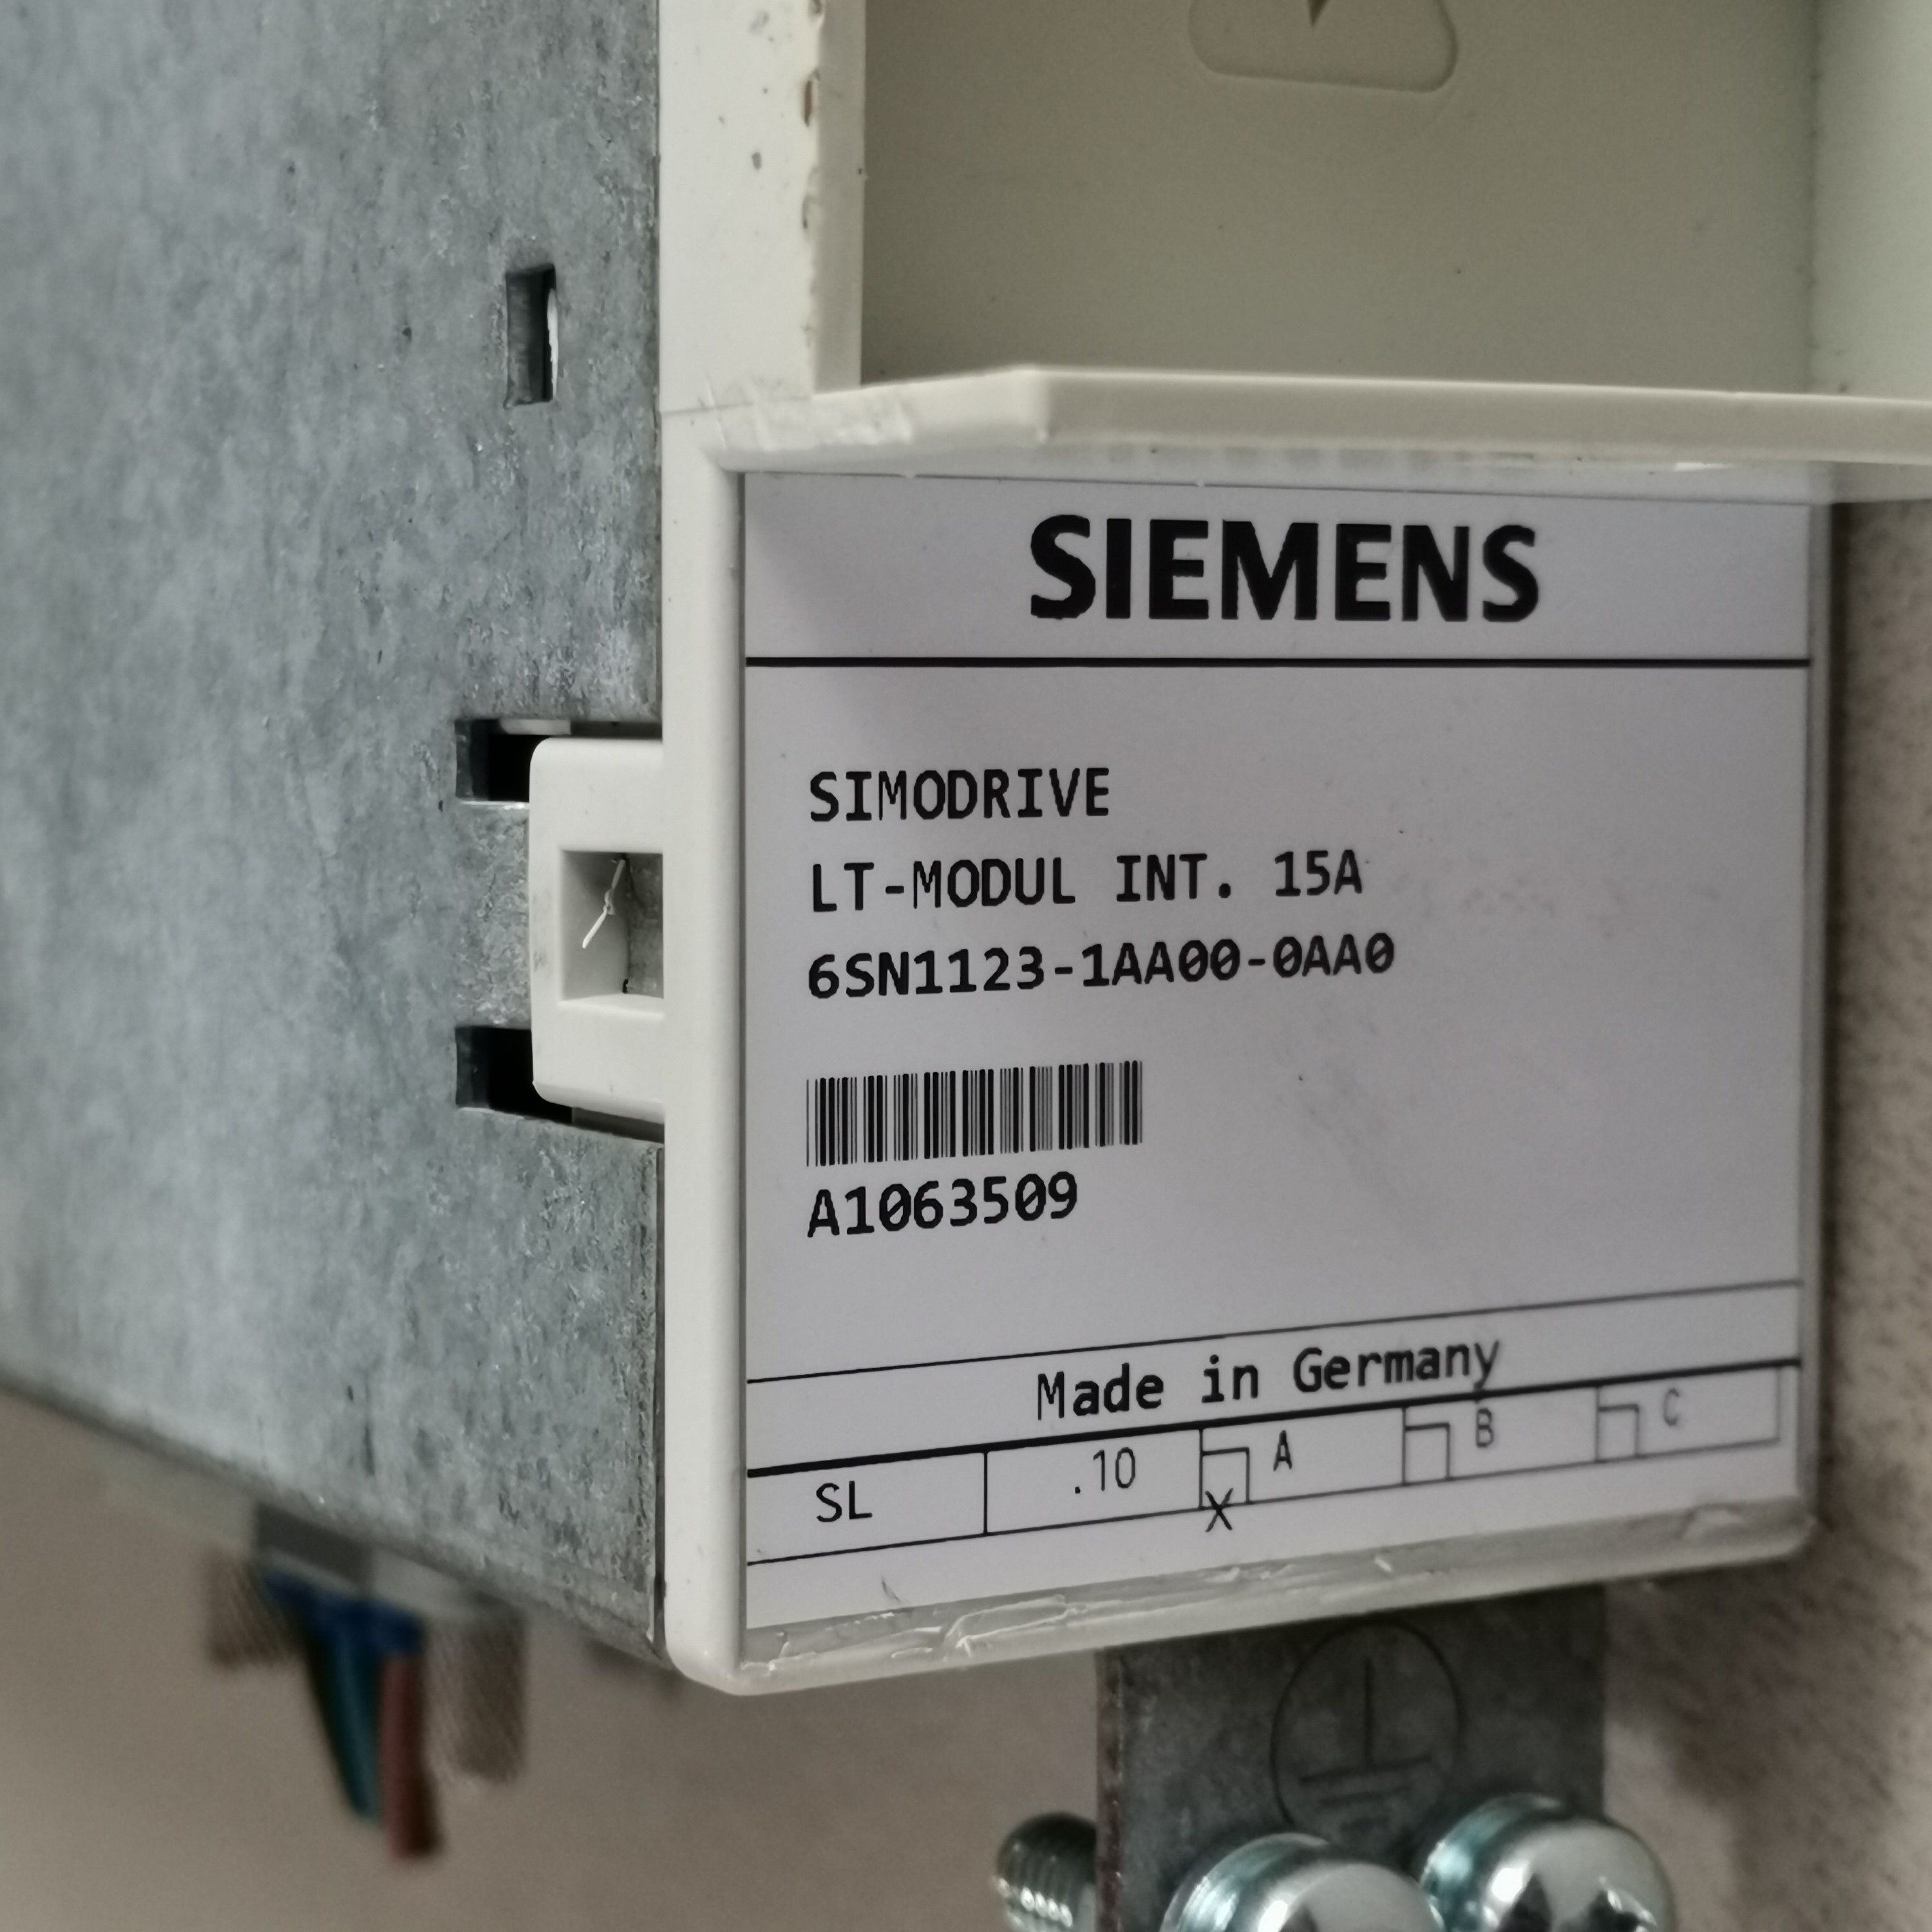 SIEMENS
SIMODRIVE
LT-MODUL INT. 15A
6SN1123-1AA00-0AA0
A1063509
Made in Germany
SL .10 X A B C